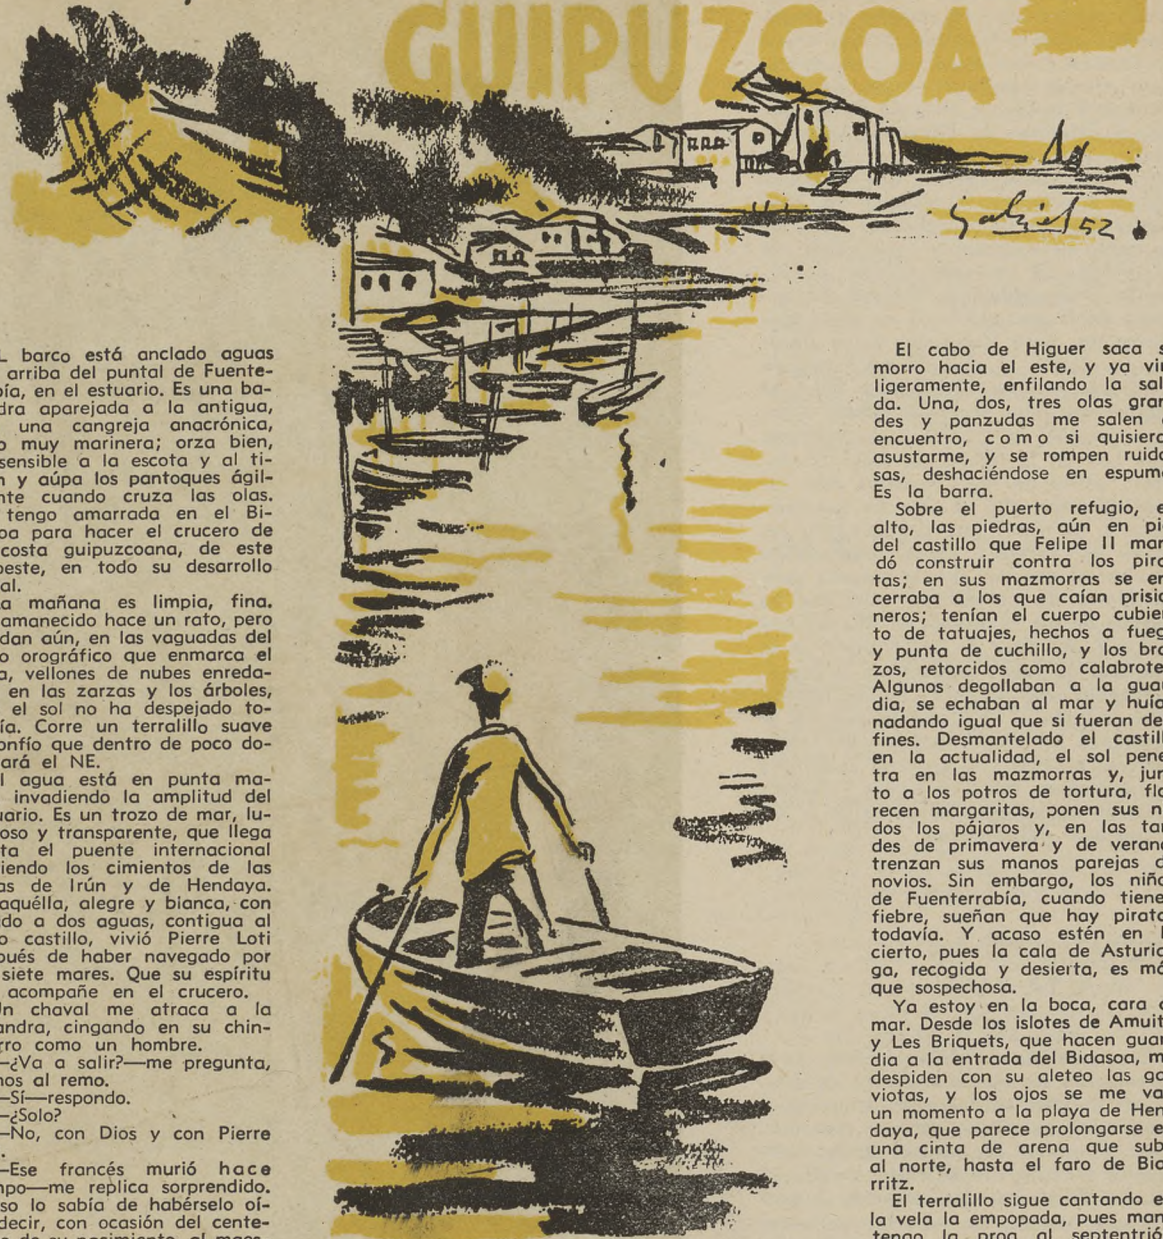 GUIPUZCOA
Gabriel 52
L barco está anclado aguas
arriba del puntal de Fuente-
bía, en el estuario. Es una ba-
dra aparejada a la antigua,
una cangreja anacrónica,
o muy marinera; orza bien,
sensible a la escota y al ti-
n y aúpa los pantoques ágil-
nte cuando cruza las olas.
tengo amarrada en el Bi-
oa para hacer el crucero de
costa guipuzcoana, de este
oeste, en todo su desarrollo
al.
a mañana es limpia, fina.
amanecido hace un rato, pero
dan aún, en las vaguadas del
o orográfico que enmarca el
a, vellones de nubes enreda-
en las zarzas y los árboles,
el sol no ha despejado to-
ía. Corre un terralillo suave
onfío que dentro de poco do-
ará el NE.
l agua está en punta ma-
invadiendo la amplitud del
uario. Es un trozo de mar, lu-
oso y transparente, que llega
ta el puente internacional
iendo los cimientos de las
as de Irún y de Hendaya.
aquélla, alegre y blanca, con
ido a dos aguas, contigua al
o castillo, vivió Pierre Loti
pués de haber navegado por
siete mares. Que su espíritu
acompañe en el crucero.
Un chaval me atraca a la
andra, cingando en su chin-
rro como un hombre.
—¿Va a salir?—me pregunta,
nos al remo.
—Sí—respondo.
—¿Solo?
—No, con Dios y con Pierre
.
—Ese francés murió hace
mpo—me replica sorprendido.
so lo sabía de habérselo oí-
decir, con ocasión del cente-
o de su nacimiento, al maes-
El cabo de Higuer saca s
morro hacia el este, y ya vir
ligeramente, enfilando la sali
da. Una, dos, tres olas gran
des y panzudas me salen a
encuentro, como si quisiera
asustarme, y se rompen ruido
sas, deshaciéndose en espuma
Es la barra.
Sobre el puerto refugio, e
alto, las piedras, aún en pi
del castillo que Felipe II man
dó construir contra los pira
tas; en sus mazmorras se en
cerraba a los que caían prisio
neros; tenían el cuerpo cubier
to de tatuajes, hechos a fueg
y punta de cuchillo, y los bra
zos, retorcidos como calabrote
Algunos degollaban a la guar
dia, se echaban al mar y huía
nadando igual que si fueran de
fines. Desmantelado el castill
en la actualidad, el sol pene
tra en las mazmorras y, jun
to a los potros de tortura, flo
recen margaritas, ponen sus ni
dos los pájaros y, en las tar
des de primavera y de verano
trenzan sus manos parejas d
novios. Sin embargo, los niño
de Fuenterrabía, cuando tiene
fiebre, sueñan que hay pirata
todavía. Y acaso estén en l
cierto, pues la cala de Asturia
ga, recogida y desierta, es má
que sospechosa.
Ya estoy en la boca, cara a
mar. Desde los islotes de Amuit
y Les Briquets, que hacen guar
dia a la entrada del Bidasoa, m
despiden con su aleteo las ga
viotas, y los ojos se me va
un momento a la playa de Hen
daya, que parece prolongarse e
una cinta de arena que sub
al norte, hasta el faro de Bia
rritz.
El terralillo sigue cantando e
la vela la empopada, pues man
tengo la proa al septentrió